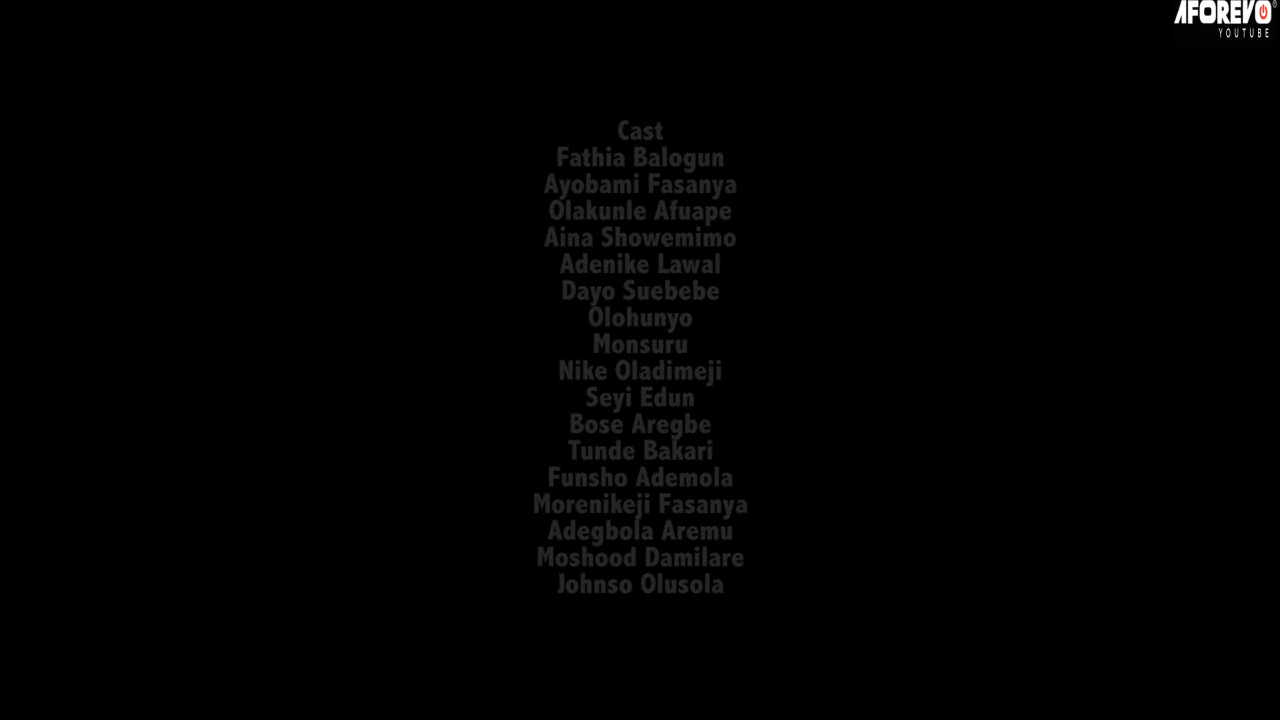 AFOREVO
YOUTUBE
Cast
Fathia Balogun
Ayobami Fasanya
Olakunle Afuape
Aina Showemimo
Adenike Lawal
Dayo Suebebe
Olohunyo
Monsuru
Nike Oladimeji
Seyi Edun
Bose Aregbe
Tunde Bakari
Funsho Ademola
Morenikeji Fasanya
Adegbola Aremu
Moshood Damilare
Johnso Olusola